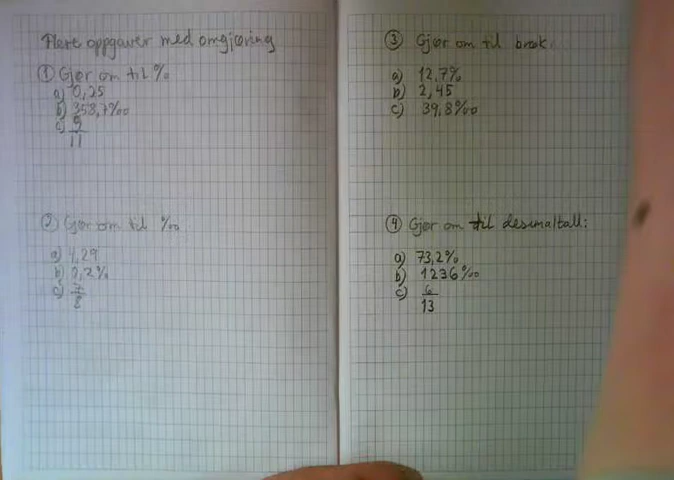 Flere oppgaver med omgjøring
① Gjør om til %
a) 0,25
b) 358,7‰
c) 9
11
② Gjør om til ‰
a) 4,29
b) 0,2%
c) 7
8
③ Gjør om til brøk:
a) 12,7%
b) 2,45
c) 39,8‰
④ Gjør om til desimaltall:
a) 73,2%
b) 1236‰
c) 6
13